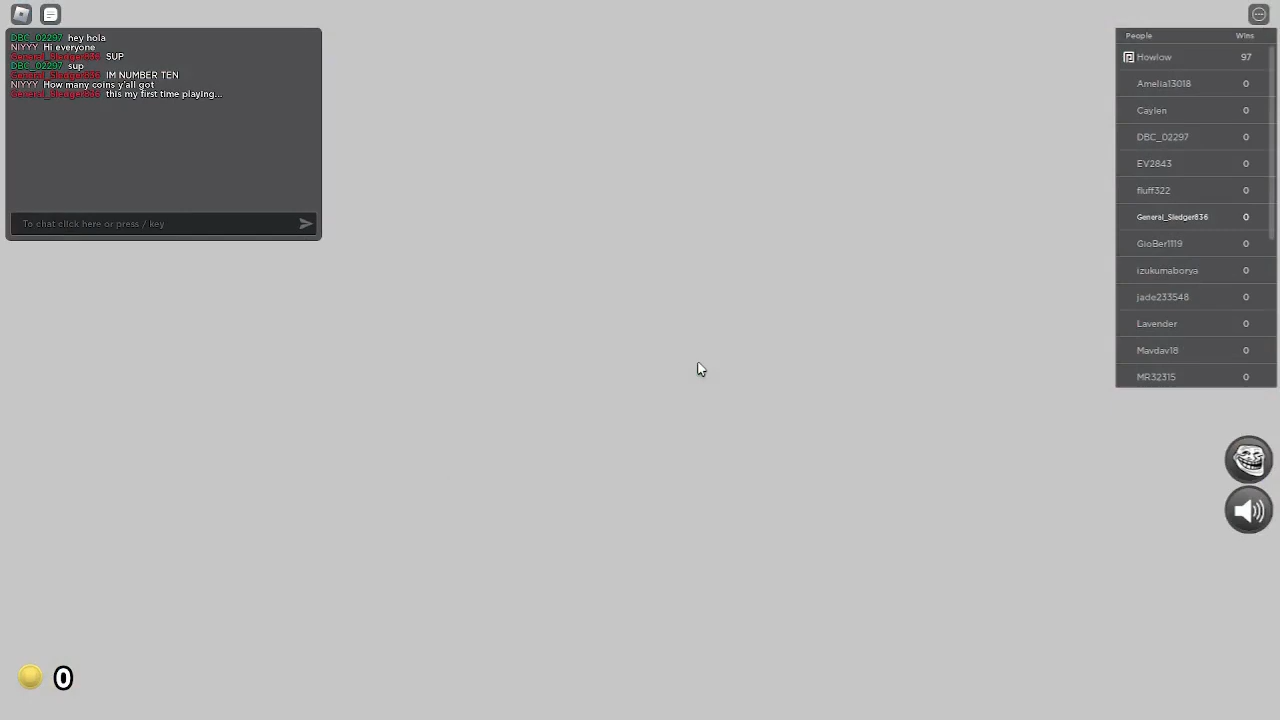 DBC_02297 hey hola
NIYYY Hi everyone
General_Sledger836 SUP
DBC_02297 sup
General_Sledger836 IM NUMBER TEN
NIYYY How many coins y'all got
General_Sledger836 this my first time playing...
To chat click here or press / key
People Wins
Howlow 97
Amelia13018 0
Caylen 0
DBC_02297 0
EV2843 0
fluff322 0
General_Sledger836 0
GioBer1119 0
izukumaborya 0
jade233548 0
Lavender 0
Mavdav18 0
MR32315 0
0